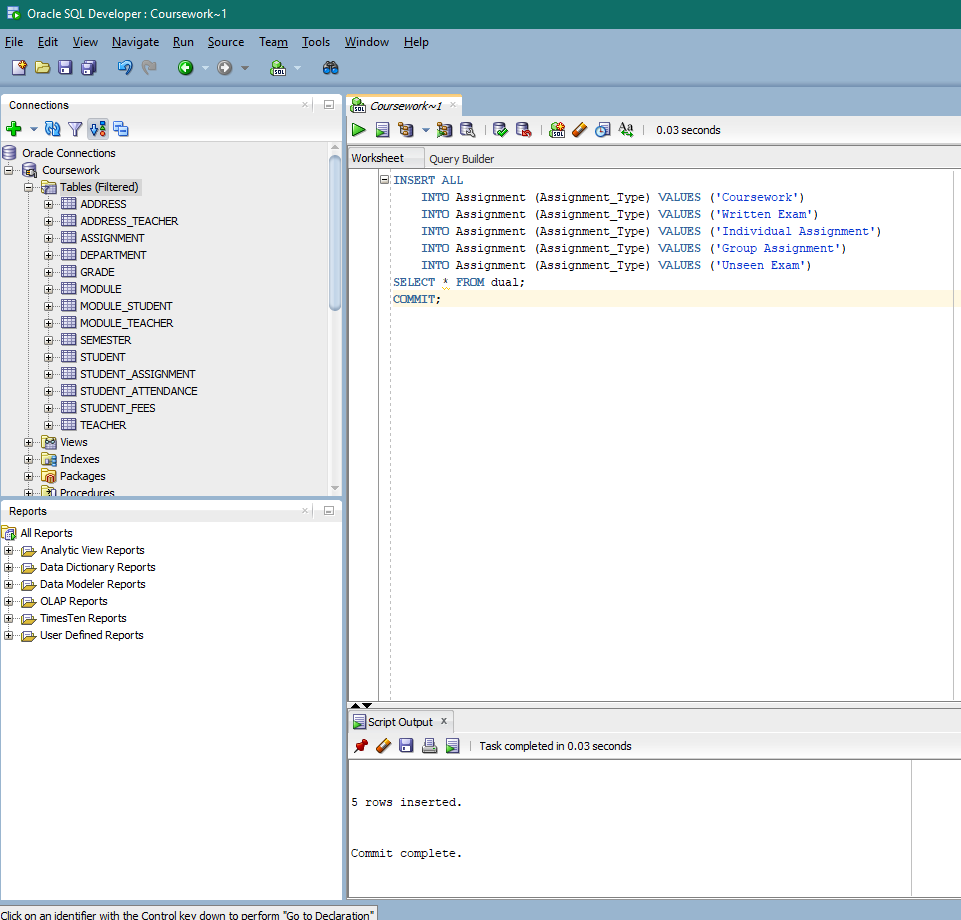 Oracle SQL Developer : Coursework~1
File Edit View Navigate Run Source Team Tools Window Help
Connections
Oracle Connections
Coursework
Tables (Filtered)
ADDRESS
ADDRESS_TEACHER
ASSIGNMENT
DEPARTMENT
GRADE
MODULE
MODULE_STUDENT
MODULE_TEACHER
SEMESTER
STUDENT
STUDENT_ASSIGNMENT
STUDENT_ATTENDANCE
STUDENT_FEES
TEACHER
Views
Indexes
Packages
Procedures
Reports
All Reports
Analytic View Reports
Data Dictionary Reports
Data Modeler Reports
OLAP Reports
TimesTen Reports
User Defined Reports
Coursework~1
0.03 seconds
Worksheet Query Builder
INSERT ALL
INTO Assignment (Assignment_Type) VALUES ('Coursework')
INTO Assignment (Assignment_Type) VALUES ('Written Exam')
INTO Assignment (Assignment_Type) VALUES ('Individual Assignment')
INTO Assignment (Assignment_Type) VALUES ('Group Assignment')
INTO Assignment (Assignment_Type) VALUES ('Unseen Exam')
SELECT * FROM dual;
COMMIT;
Script Output
Task completed in 0.03 seconds
5 rows inserted.
Commit complete.
Click on an identifier with the Control key down to perform "Go to Declaration"